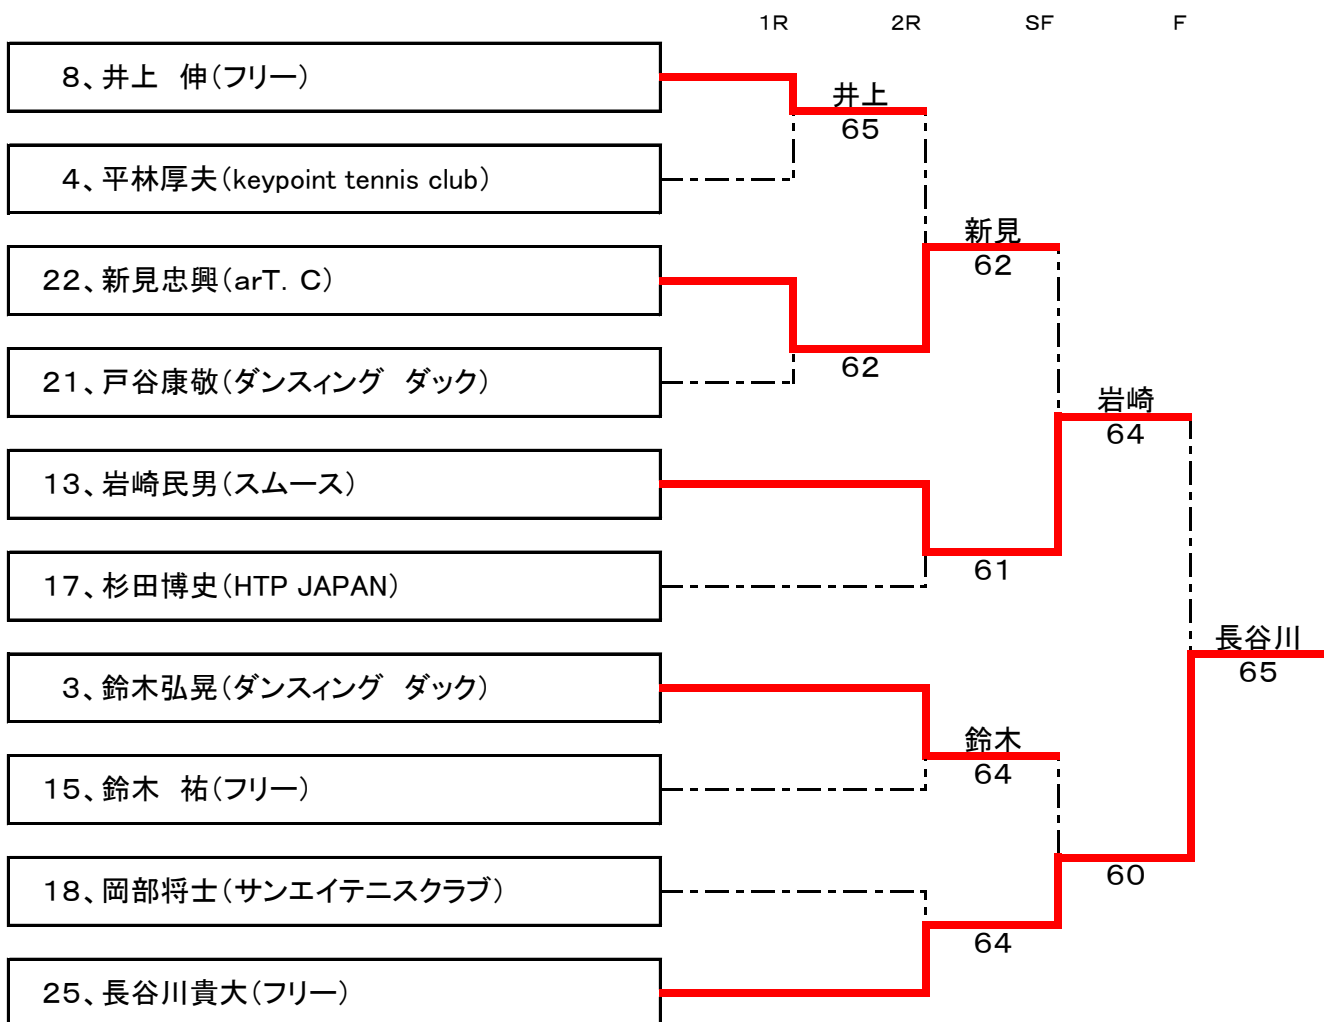 1R 2R SF F
8、井上　伸（フリー）
井上
65
4、平林厚夫（keypoint tennis club）
新見
62
22、新見忠興（arT．C）
21、戸谷康敬（ダンスィング　ダック）
62
岩崎
64
13、岩崎民男（スムース）
61
17、杉田博史（HTP JAPAN）
長谷川
65
3、鈴木弘晃（ダンスィング　ダック）
鈴木
64
15、鈴木　祐（フリー）
60
18、岡部将士（サンエイテニスクラブ）
64
25、長谷川貴大（フリー）